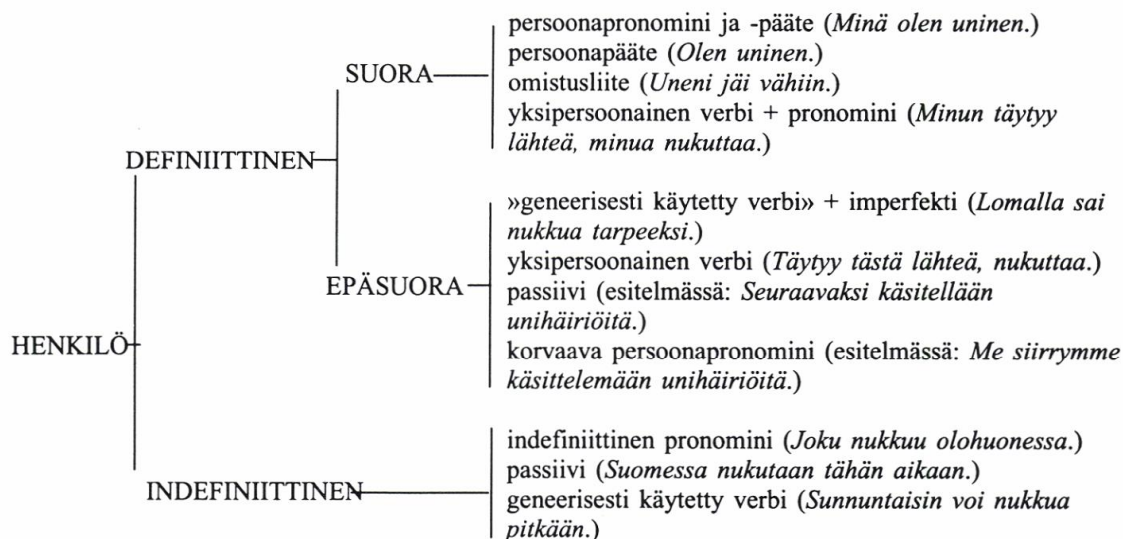 persoonapronomini ja -pääte (Minä olen uninen.)
persoonapääte (Olen uninen.)
SUORA
omistusliite (Uneni jäi vähiin.)
yksipersoonainen verbi + pronomini (Minun täytyy
lähteä, minua nukuttaa.)
DEFINIITTINEN
»geneerisesti käytetty verbi» + imperfekti (Lomalla sai
nukkua tarpeeksi.)
yksipersoonainen verbi (Täytyy tästä lähteä, nukuttaa.)
EPÄSUORA
passiivi (esitelmässä: Seuraavaksi käsitellään
unihäiriöitä.)
HENKILÖ
korvaava persoonapronomini (esitelmässä: Me siirrymme
käsittelemään unihäiriöitä.)
indefiniittinen pronomini (Joku nukkuu olohuonessa.)
passiivi (Suomessa nukutaan tähän aikaan.)
INDEFINIITTINEN
geneerisesti käytetty verbi (Sunnuntaisin voi nukkua
pitkään.)